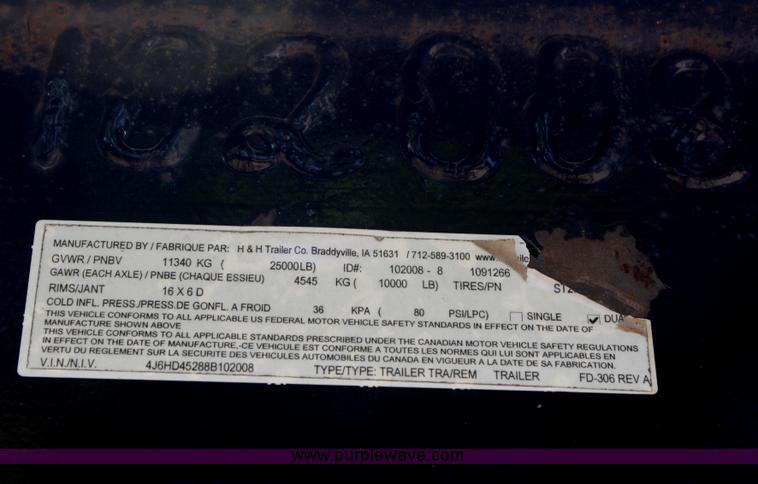 102008
MANUFACTURED BY / FABRIQUE PAR: H & H Trailer Co. Braddyville, IA 51631 / 712-589-3100 www.
GVWR / PNBV 11340 KG ( 25000LB) ID#: 102008 - 8 1091266
GAWR (EACH AXLE) / PNBE (CHAQUE ESSIEU) 4545 KG ( 10000 LB) TIRES/PN
RIMS/JANT 16 X 6 D
COLD INFL. PRESS./PRESS.DE GONFL. A FROID 36 KPA ( 80 PSI/LPC) SINGLE DUA
THIS VEHICLE CONFORMS TO ALL APPLICABLE US FEDERAL MOTOR VEHICLE SAFETY STANDARDS IN EFFECT ON THE DATE OF
MANUFACTURE SHOWN ABOVE
THIS VEHICLE CONFORMS TO ALL APPLICABLE STANDARDS PRESCRIBED UNDER THE CANADIAN MOTOR VEHICLE SAFETY REGULATIONS
IN EFFECT ON THE DATE OF MANUFACTURE,-CE VEHICULE EST CONFORME A TOUTES LES NORMES QUI LUI SONT APPLICABLES EN
VERTU DU REGLEMENT SUR LA SECURITE DES VEHICULES AUTOMOBILES DU CANADA EN VIGUEUR A LA DATE DE SA FABRICATION.
V.I.N./N.I.V. 4J6HD45288B102008 TYPE/TYPE: TRAILER TRA/REM TRAILER FD-306 REV A
www.purplewave.com